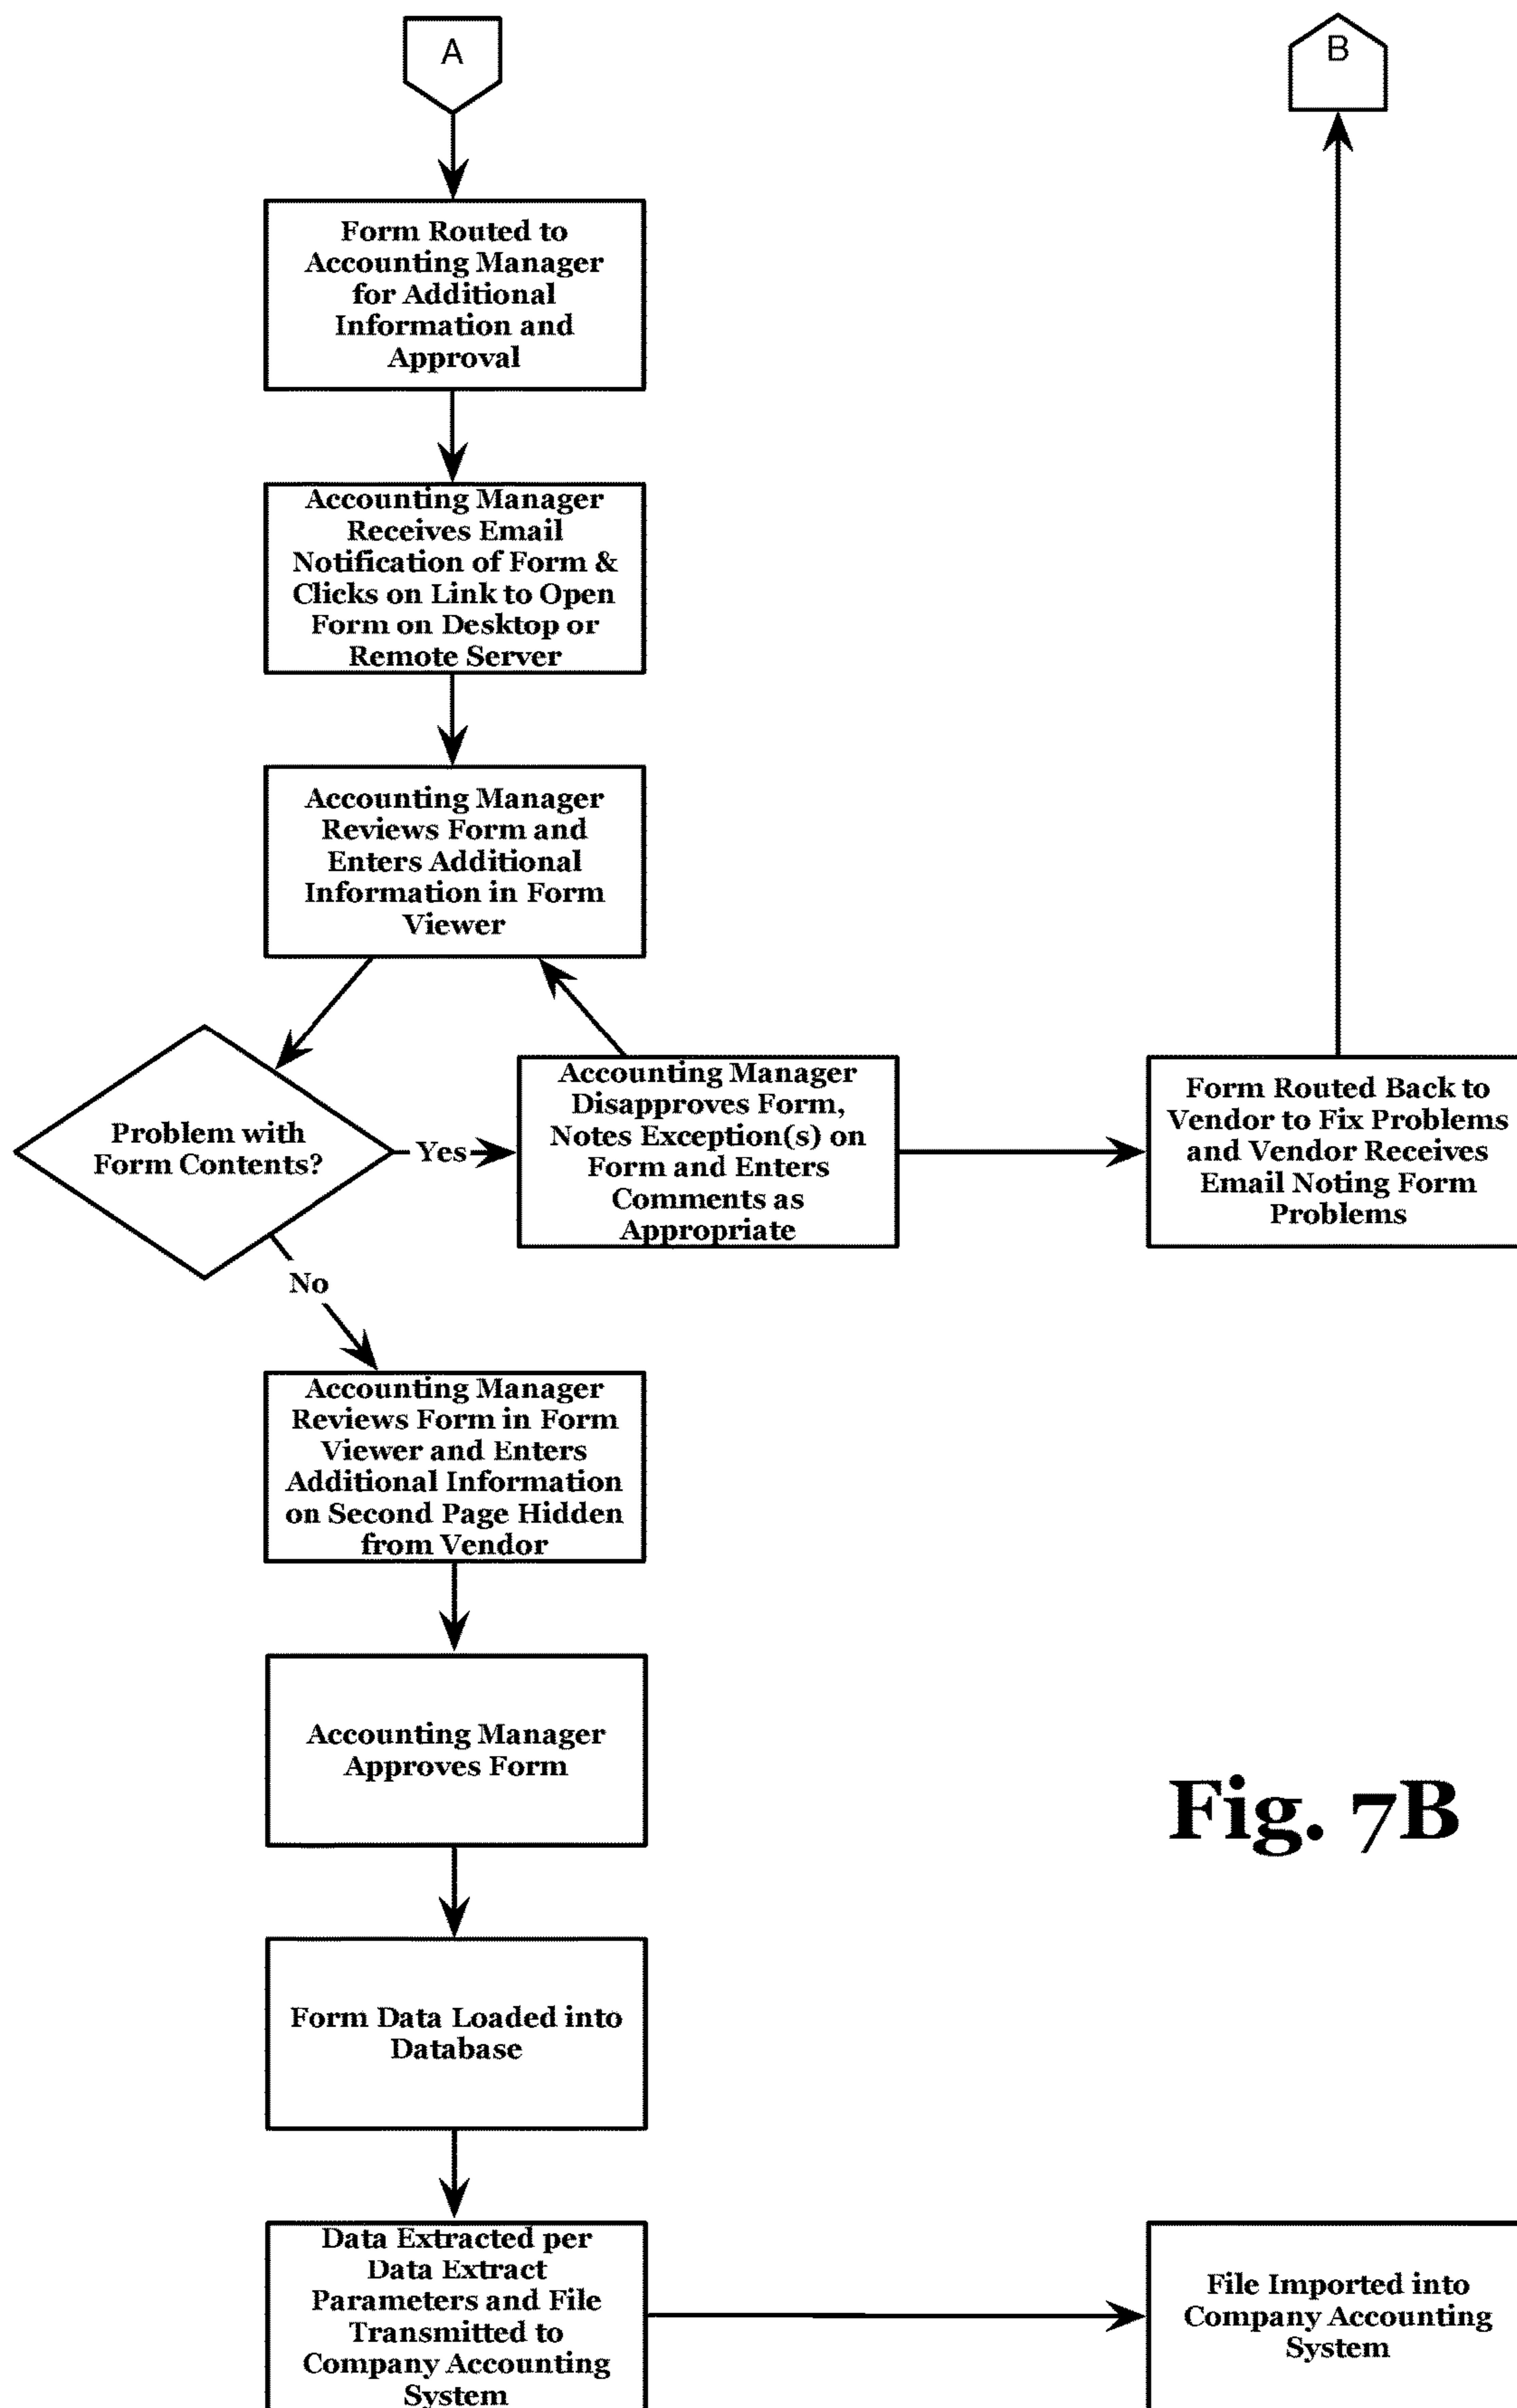 A
B
Form Routed to
Accounting Manager
for Additional
Information and
Approval
Accounting Manager
Receives Email
Notification of Form &
Clicks on Link to Open
Form on Desktop or
Remote Server
Accounting Manager
Reviews Form and
Enters Additional
Information in Form
Viewer
Problem with
Form Contents?
Yes
Accounting Manager
Disapproves Form,
Notes Exception(s) on
Form and Enters
Comments as
Appropriate
Form Routed Back to
Vendor to Fix Problems
and Vendor Receives
Email Noting Form
Problems
No
Accounting Manager
Reviews Form in Form
Viewer and Enters
Additional Information
on Second Page Hidden
from Vendor
Accounting Manager
Approves Form
Fig. 7B
Form Data Loaded into
Database
Data Extracted per
Data Extract
Parameters and File
Transmitted to
Company Accounting
System
File Imported into
Company Accounting
System